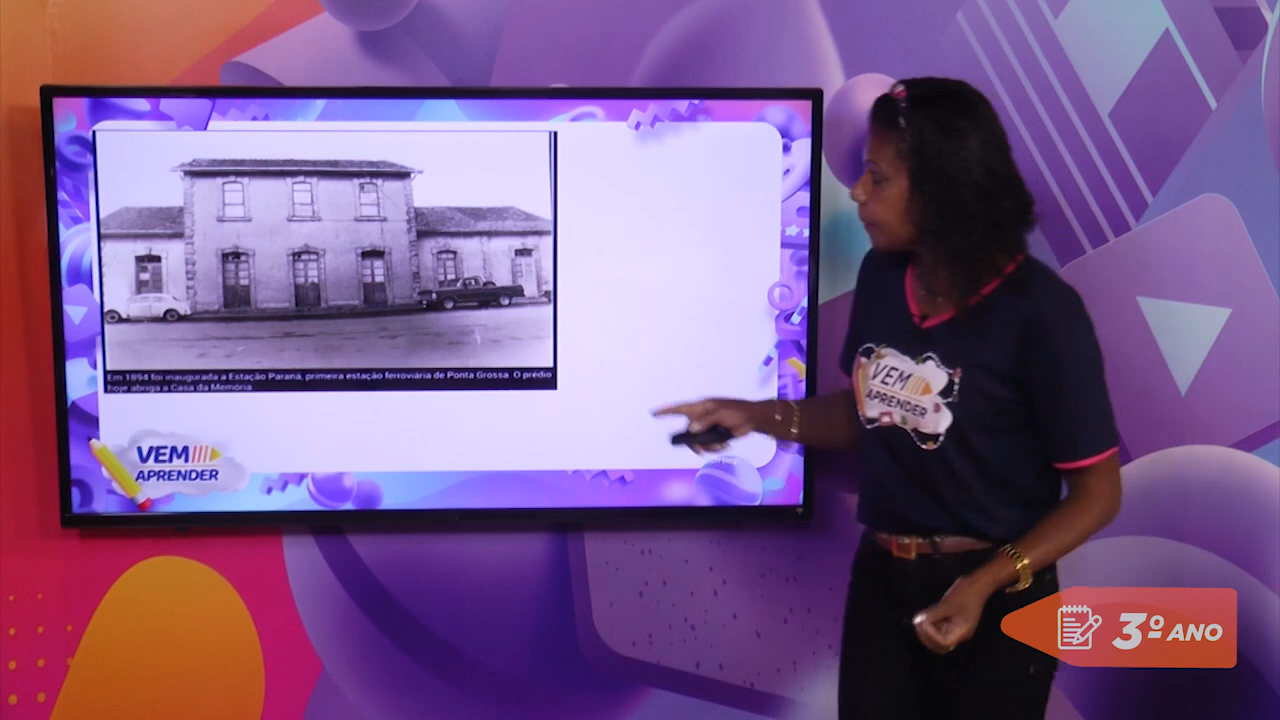 Em 1894 foi inaugurada a Estação Paraná, primeira estação ferroviária de Ponta Grossa. O prédio
hoje abriga a Casa da Memória
VEM
APRENDER
VEM
APRENDER
3º ANO